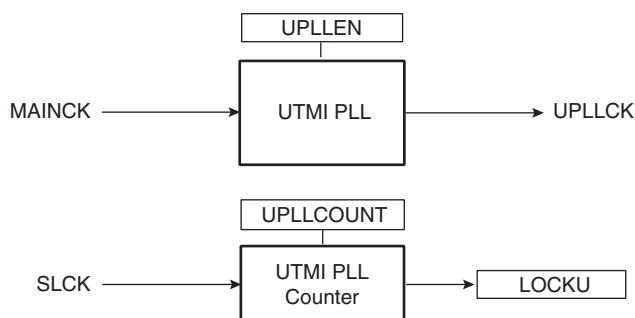 UPLLEN
MAINCK
UTMI PLL
UPLLCK
UPLLCOUNT
SLCK
UTMI PLL
Counter
LOCKU